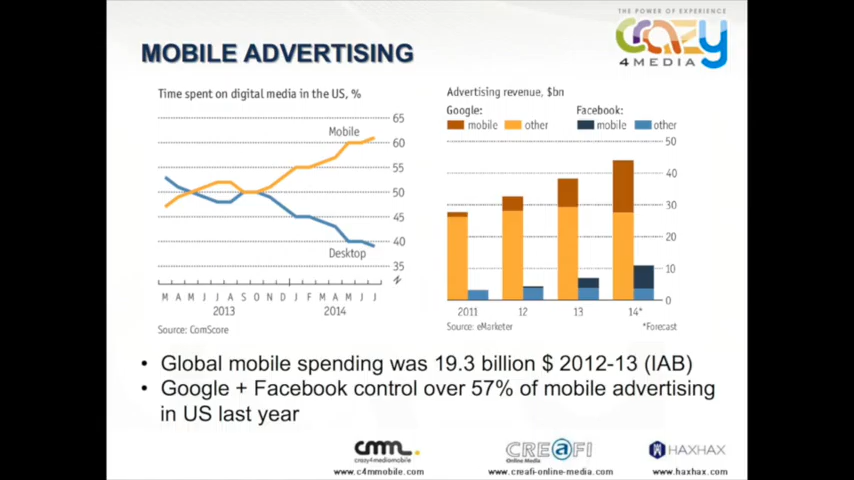 THE POWER OF EXPERIENCE
crazy
4MEDIA
MOBILE ADVERTISING
Time spent on digital media in the US, %
65
60
55
50
45
40
35
Mobile
Desktop
M A M J J A S O N D J F M A M J J
2013 2014
Source: ComScore
Advertising revenue, $bn
Google: Facebook:
mobile other mobile other
50
40
30
20
10
0
2011 12 13 14*
Source: eMarketer *Forecast
• Global mobile spending was 19.3 billion $ 2012-13 (IAB)
• Google + Facebook control over 57% of mobile advertising
in US last year
cmm.
crazy4mediamobile
www.c4mmobile.com
CREAFI
Online Media
www.creafi-online-media.com
HAXHAX
www.haxhax.com